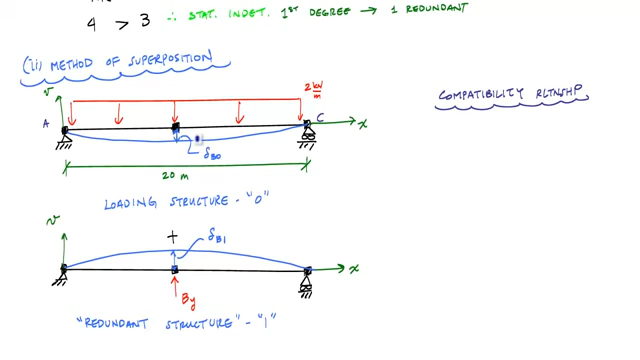 4 > 3 ∴ STAT. INDET. 1ST DEGREE → 1 REDUNDANT
(ii) METHOD OF SUPERPOSITION
COMPATIBILITY RLTNSHP
v
2 kN/m
A
C
x
δB0
20 m
LOADING STRUCTURE - "0"
v
+
δB1
x
By
"REDUNDANT STRUCTURE" - "1"